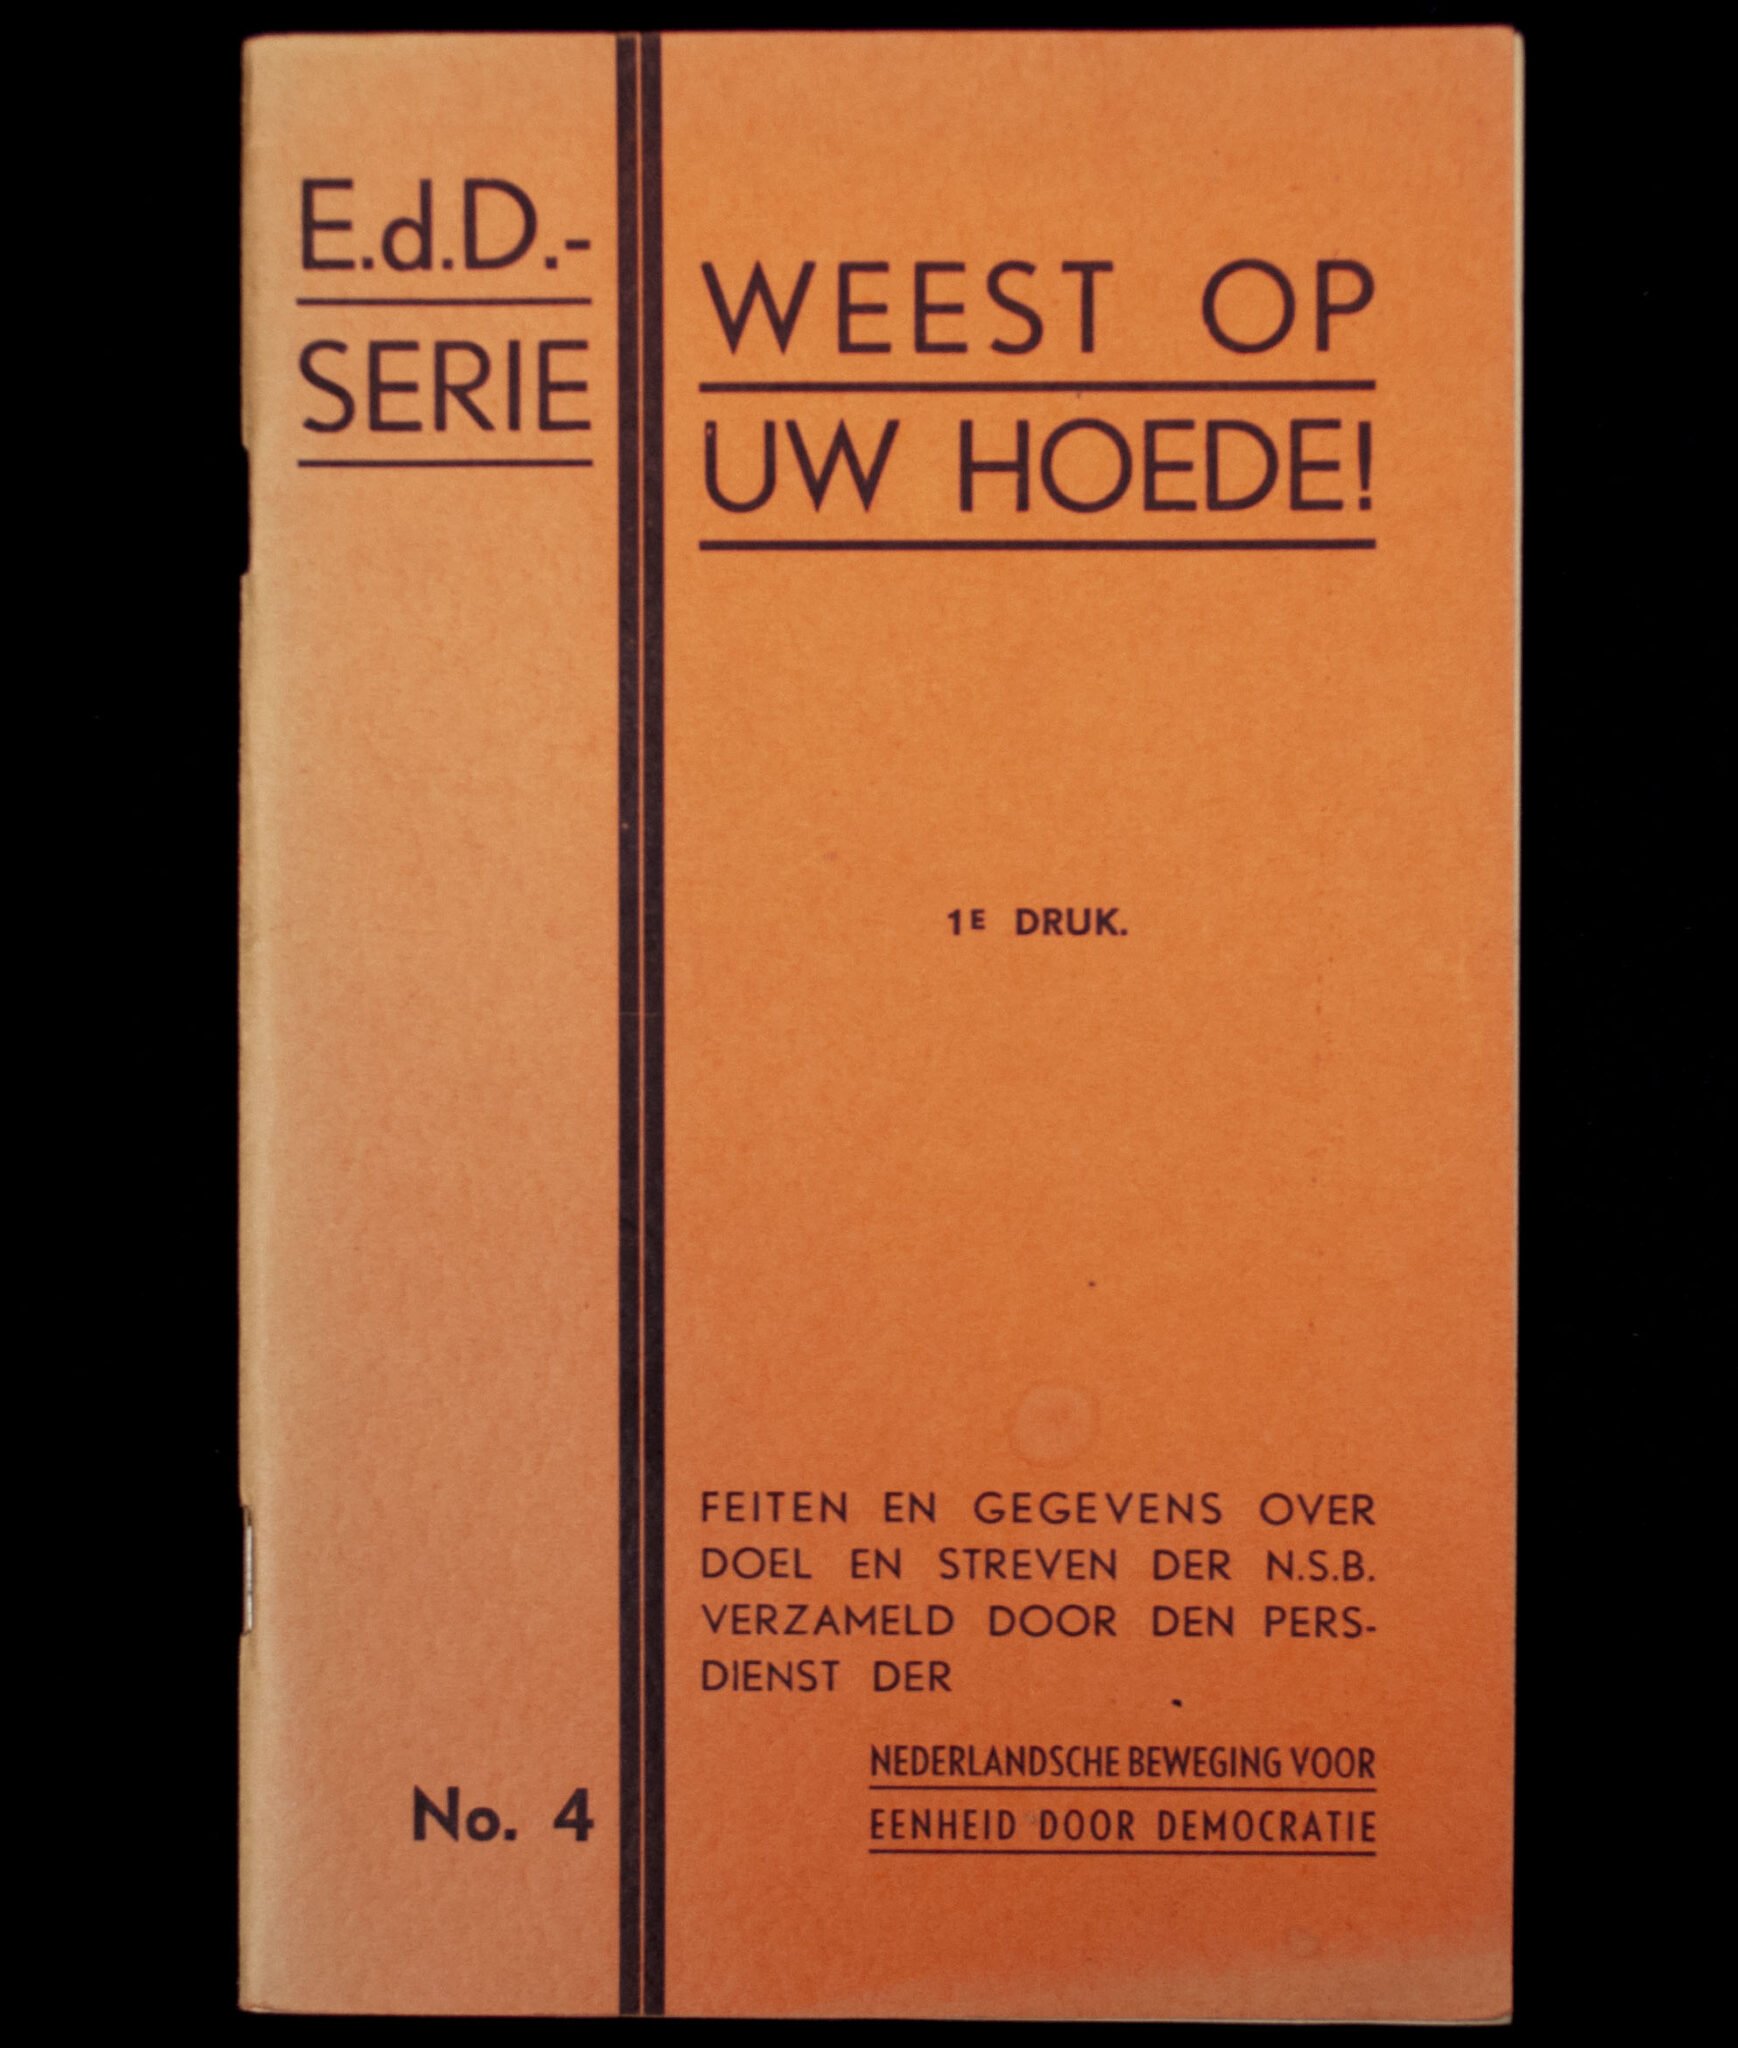 E.d.D.-
SERIE
WEEST OP
UW HOEDE!
1E DRUK.
FEITEN EN GEGEVENS OVER
DOEL EN STREVEN DER N.S.B.
VERZAMELD DOOR DEN PERS-
DIENST DER
NEDERLANDSCHE BEWEGING VOOR
EENHEID DOOR DEMOCRATIE
No. 4